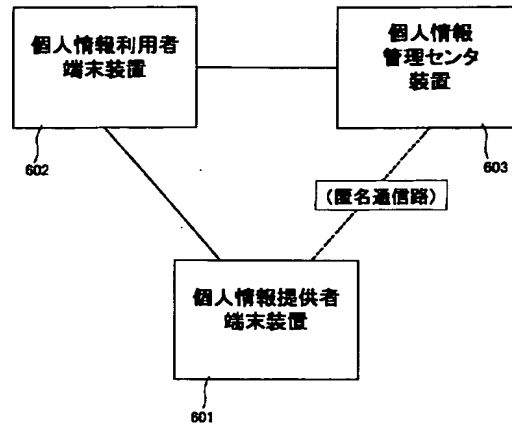 個人情報利用者
端末装置
個人情報
管理センタ
装置
602
603
(匿名通信路)
個人情報提供者
端末装置
601